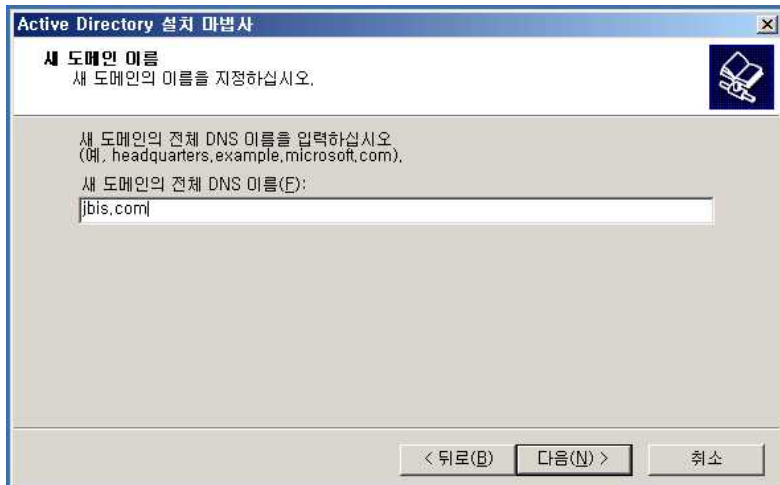 Active Directory 설치 마법사
새 도메인 이름
새 도메인의 이름을 지정하십시오.
새 도메인의 전체 DNS 이름을 입력하십시오
(예, headquarters.example.microsoft.com).
새 도메인의 전체 DNS 이름(F):
jbis.com
< 뒤로(B) 다음(N) > 취소